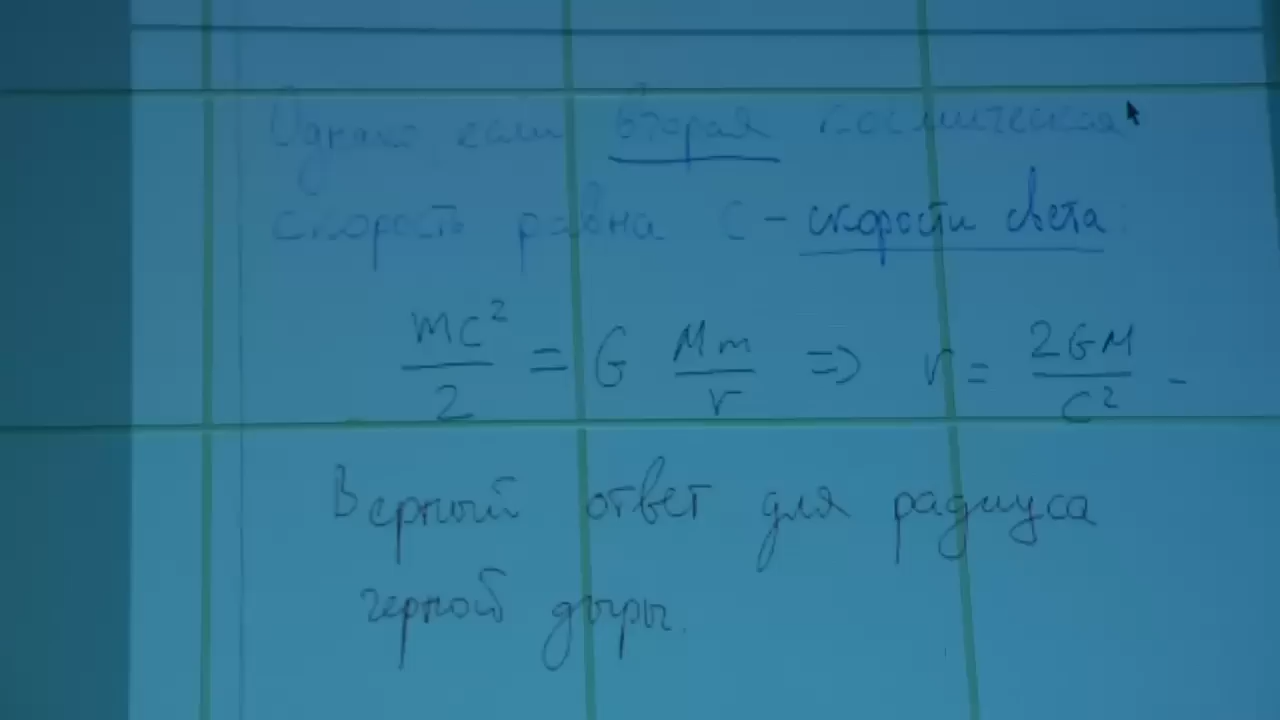 Однако, если вторая космическая
скорость равна c - скорости света
mc²/2 = G Mm/r => r = 2GM/c² -
Верный ответ для радиуса
черной дыры.